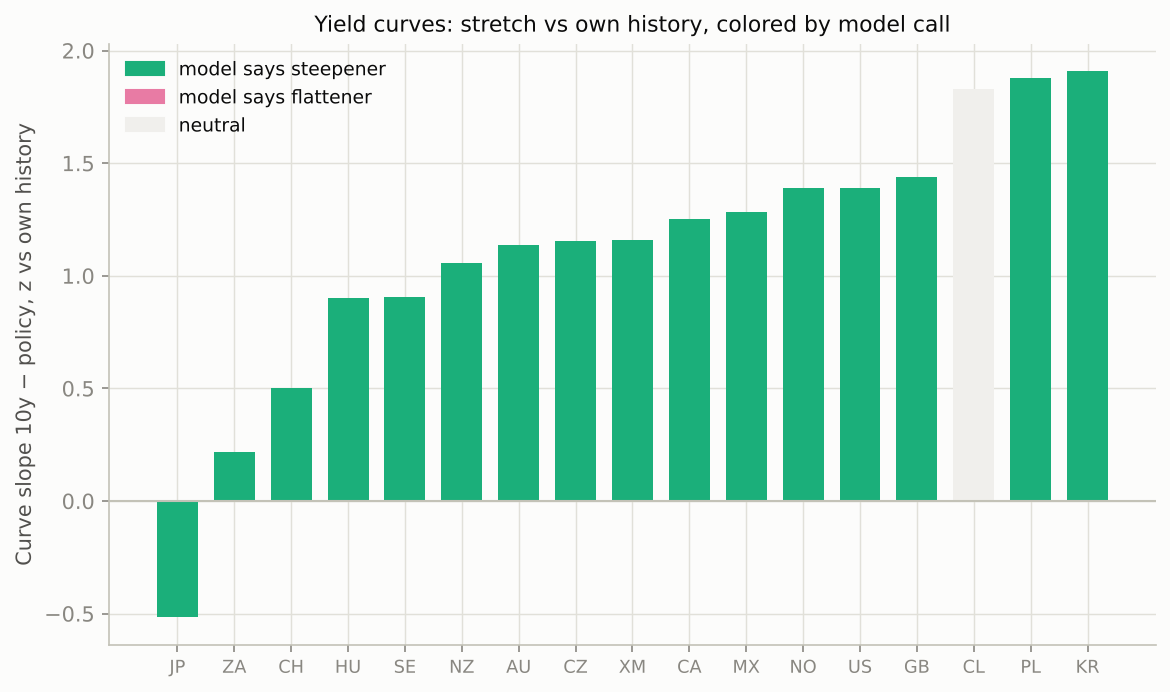 Yield curves: stretch vs own history, colored by model call
model says steepener
model says flattener
neutral
Curve slope 10y − policy, z vs own history
2.0
1.5
1.0
0.5
0.0
−0.5
JP ZA CH HU SE NZ AU CZ XM CA MX NO US GB CL PL KR